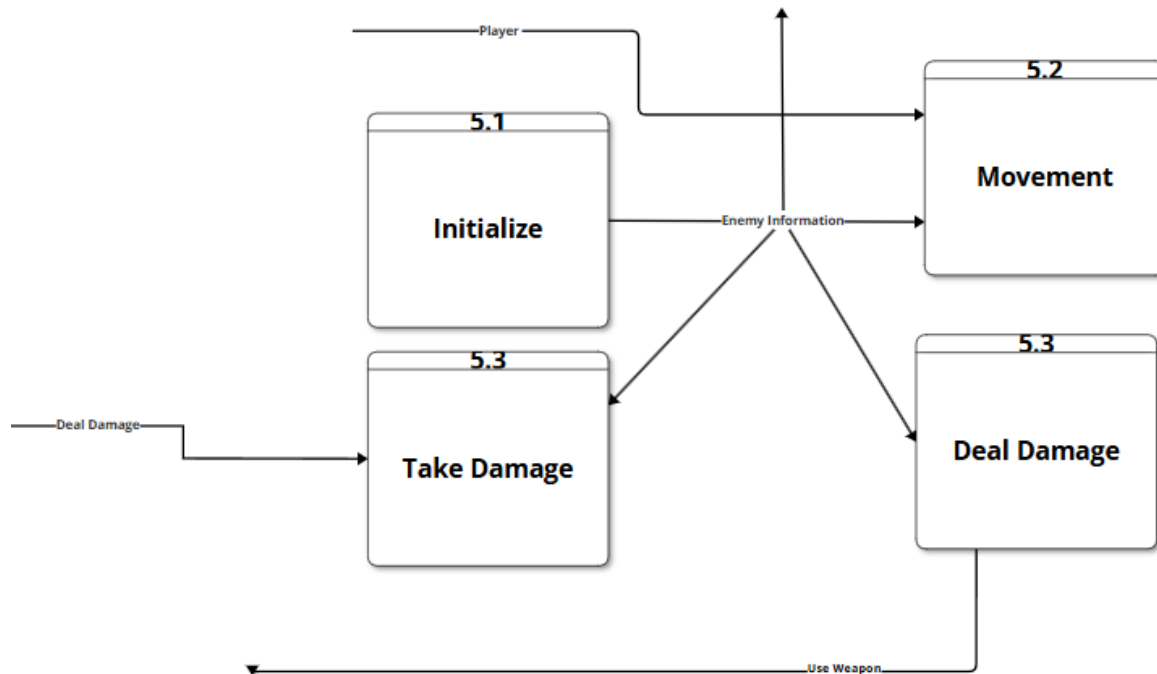 Player
5.2
Movement
5.1
Initialize
Enemy Information
5.3
Take Damage
5.3
Deal Damage
Deal Damage
Use Weapon